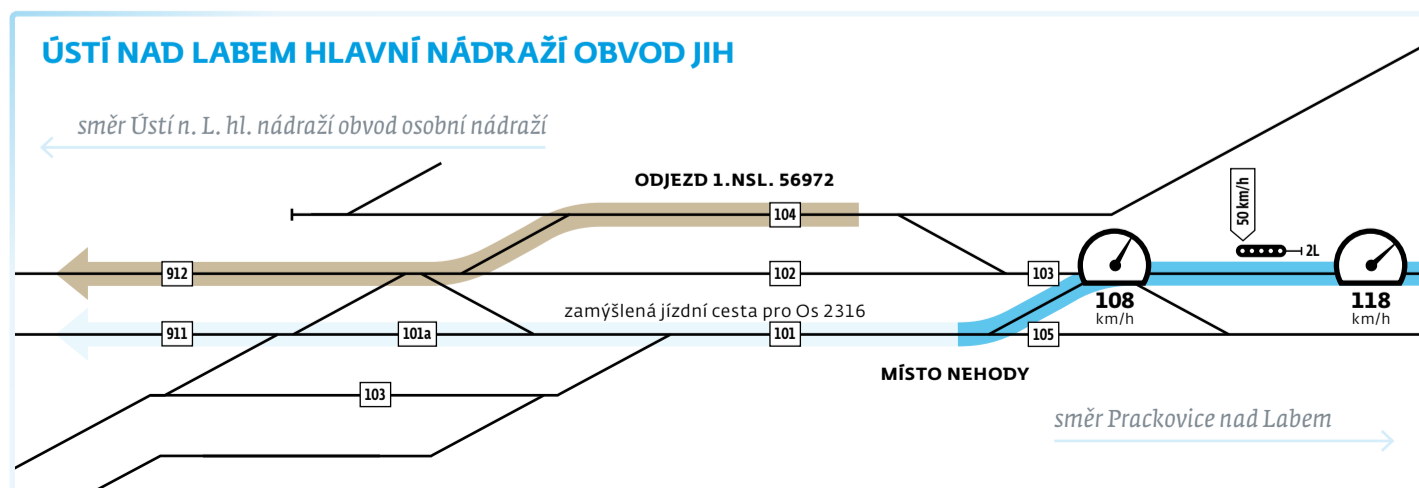 ÚSTÍ NAD LABEM HLAVNÍ NÁDRAŽÍ OBVOD JIH
směr Ústí n. L. hl. nádraží obvod osobní nádraží
ODJEZD 1.NSL. 56972
50 km/h
104
2L
912
102
103
108
km/h
118
km/h
zamýšlená jízdní cesta pro Os 2316
911
101a
101
105
MÍSTO NEHODY
103
směr Prackovice nad Labem